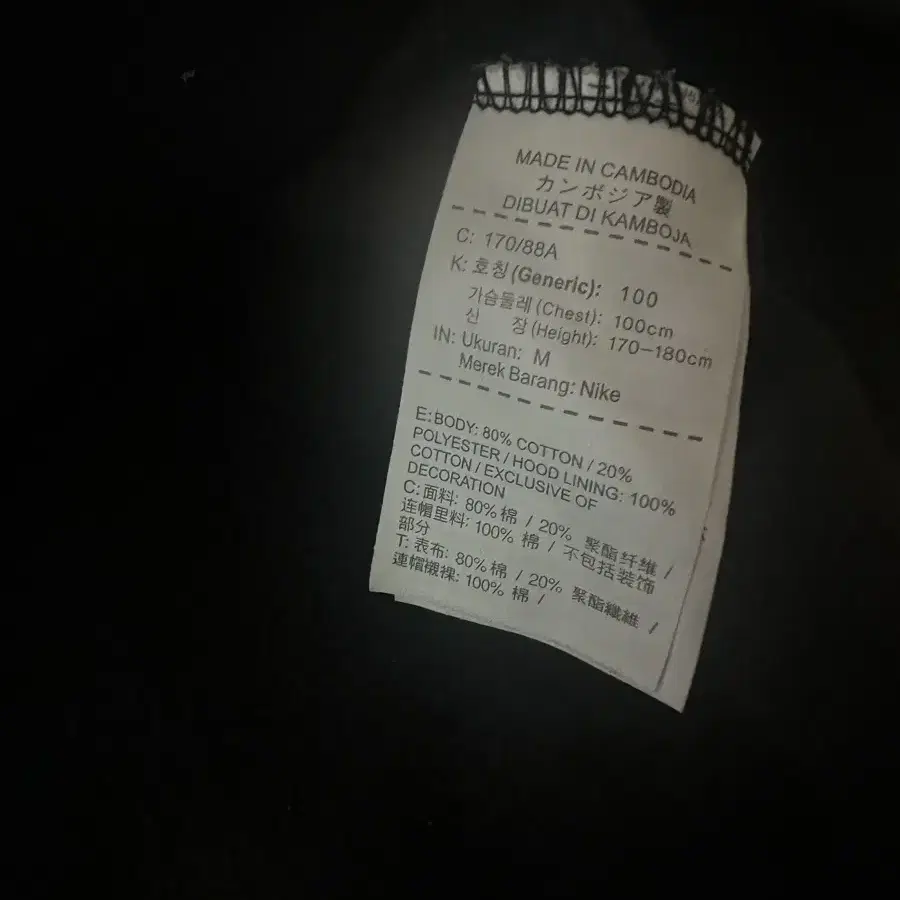 MADE IN CAMBODIA
カンボジア製
DIBUAT DI KAMBOJA
C: 170/88A
K: 호칭(Generic): 100
가슴둘레(Chest): 100cm
신 장(Height): 170-180cm
IN: Ukuran: M
Merek Barang: Nike
E: BODY: 80% COTTON / 20%
POLYESTER / HOOD LINING: 100%
COTTON / EXCLUSIVE OF
DECORATION
C: 面料: 80% 棉 / 20% 聚酯纤维 /
连帽里料: 100% 棉 / 不包括装饰
部分
T: 表布: 80% 棉 / 20% 聚酯纖維 /
連帽襯裸: 100% 棉 /